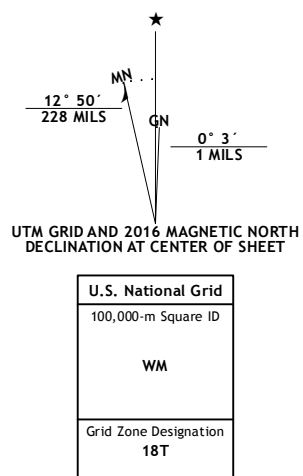 ★
MN
GN
12° 50´
228 MILS
0° 3´
1 MILS
UTM GRID AND 2016 MAGNETIC NORTH
DECLINATION AT CENTER OF SHEET
U.S. National Grid
100,000-m Square ID
WM
Grid Zone Designation
18T